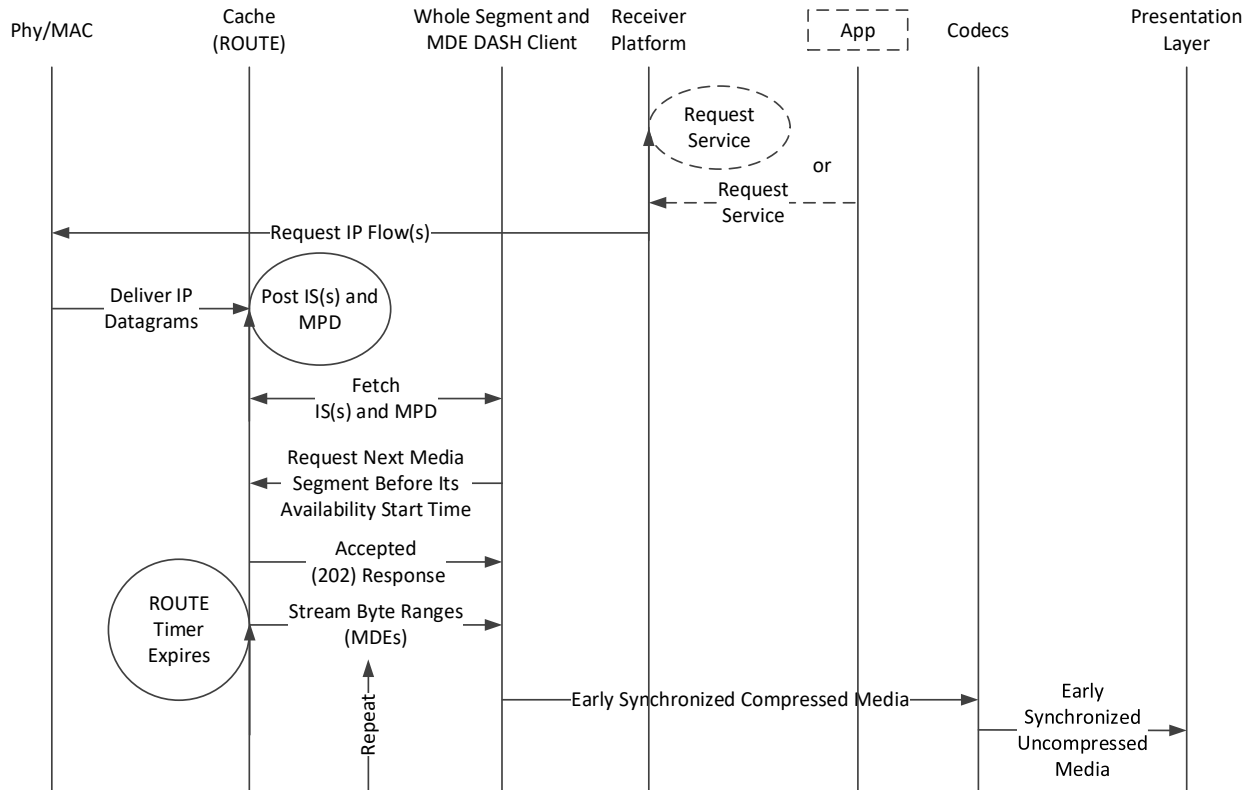 Phy/MAC
Cache
(ROUTE)
Whole Segment and
MDE DASH Client
Receiver
Platform
App
Codecs
Presentation
Layer
Request
Service
or
Request
Service
Request IP Flow(s)
Deliver IP
Datagrams
Post IS(s) and
MPD
Fetch
IS(s) and MPD
Request Next Media
Segment Before Its
Availability Start Time
Accepted
(202) Response
ROUTE
Timer
Expires
Stream Byte Ranges
(MDEs)
Repeat
Early Synchronized Compressed Media
Early
Synchronized
Uncompressed
Media